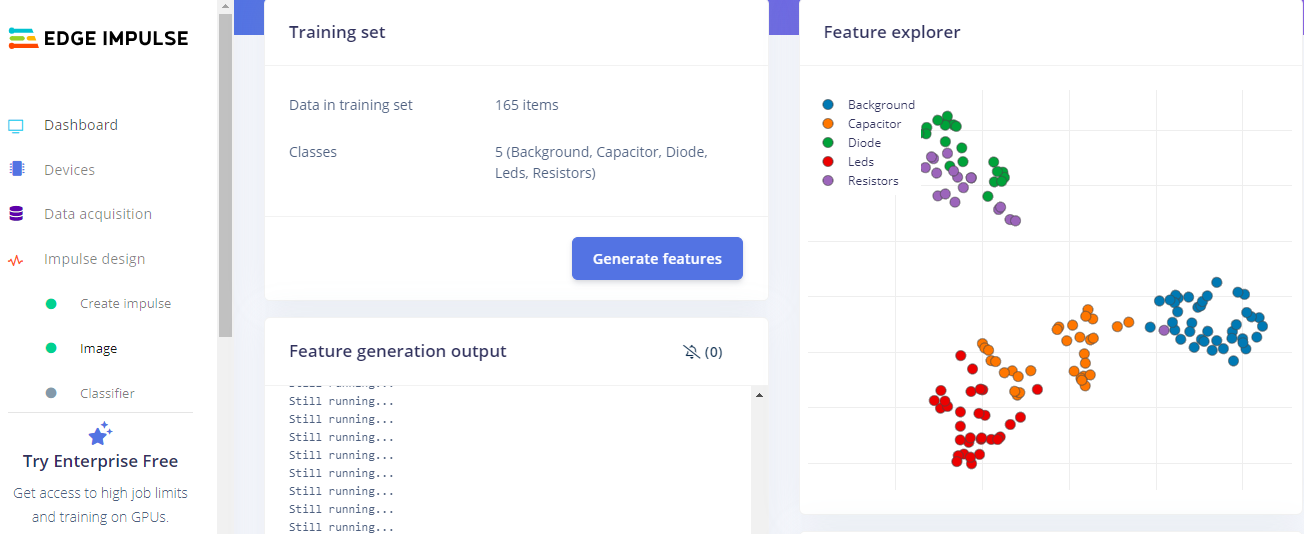 EDGE IMPULSE
Dashboard
Devices
Data acquisition
Impulse design
Create impulse
Image
Classifier
Try Enterprise Free
Get access to high job limits
and training on GPUs.
Training set
Data in training set
165 items
Classes
5 (Background, Capacitor, Diode,
Leds, Resistors)
Generate features
Feature generation output
(0)
Still running...
Still running...
Still running...
Still running...
Still running...
Still running...
Still running...
Still running...
Still running...
Feature explorer
Background
Capacitor
Diode
Leds
Resistors